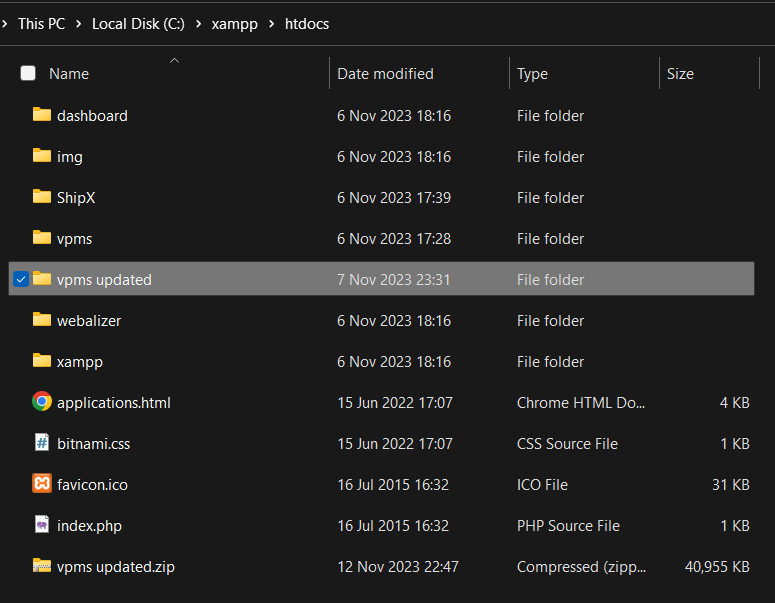 This PC > Local Disk (C:) > xampp > htdocs
Name Date modified Type Size
dashboard 6 Nov 2023 18:16 File folder
img 6 Nov 2023 18:16 File folder
ShipX 6 Nov 2023 17:39 File folder
vpms 6 Nov 2023 17:28 File folder
vpms updated 7 Nov 2023 23:31 File folder
webalizer 6 Nov 2023 18:16 File folder
xampp 6 Nov 2023 18:16 File folder
applications.html 15 Jun 2022 17:07 Chrome HTML Do... 4 KB
bitnami.css 15 Jun 2022 17:07 CSS Source File 1 KB
favicon.ico 16 Jul 2015 16:32 ICO File 31 KB
index.php 16 Jul 2015 16:32 PHP Source File 1 KB
vpms updated.zip 12 Nov 2023 22:47 Compressed (zipp... 40,955 KB